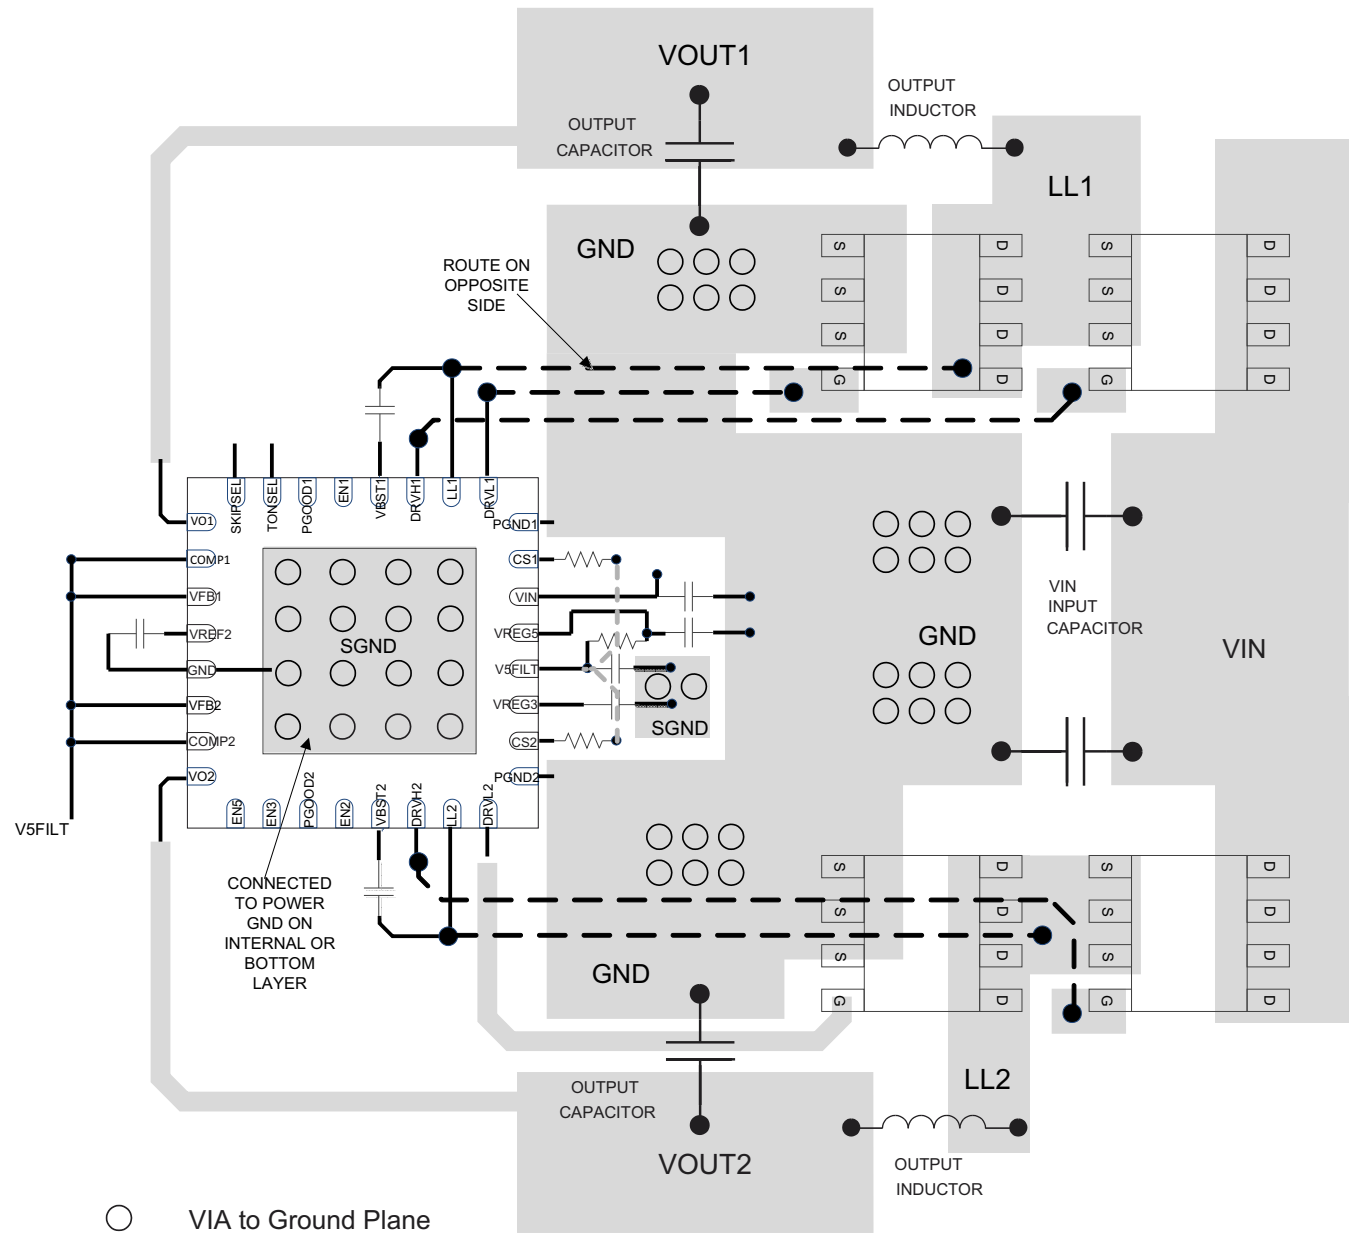 VOUT1
OUTPUT
CAPACITOR
OUTPUT
INDUCTOR
LL1
GND
ROUTE ON
OPPOSITE
SIDE
S
S
S
G
D
D
D
D
S
S
S
G
D
D
D
D
SKIPSEL
TONSEL
PGOOD1
EN1
VBST1
DRVH1
LL1
DRVL1
VO1
COMP1
VFB1
VREF2
GND
VFB2
COMP2
VO2
V5FILT
SGND
PGND1
CS1
VIN
VREG5
V5FILT
VREG3
CS2
PGND2
SGND
EN5
EN3
PGOOD2
EN2
VBST2
DRVH2
LL2
DRVL2
GND
VIN
INPUT
CAPACITOR
VIN
CONNECTED
TO POWER
GND ON
INTERNAL OR
BOTTOM
LAYER
GND
S
S
S
G
D
D
D
D
S
S
S
G
D
D
D
D
LL2
OUTPUT
CAPACITOR
VOUT2
OUTPUT
INDUCTOR
VIA to Ground Plane